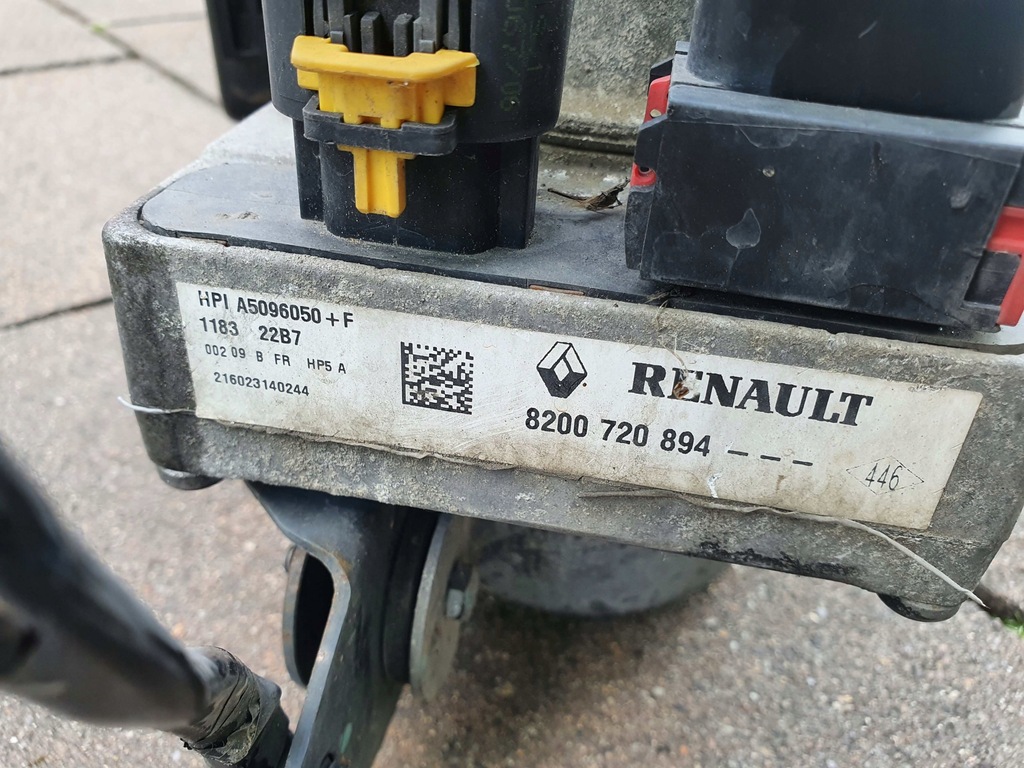 HPI A5096050+F
1183 22B7
002 09 B FR HP5 A
216023140244
RENAULT
8200 720 894 _ _ _
446